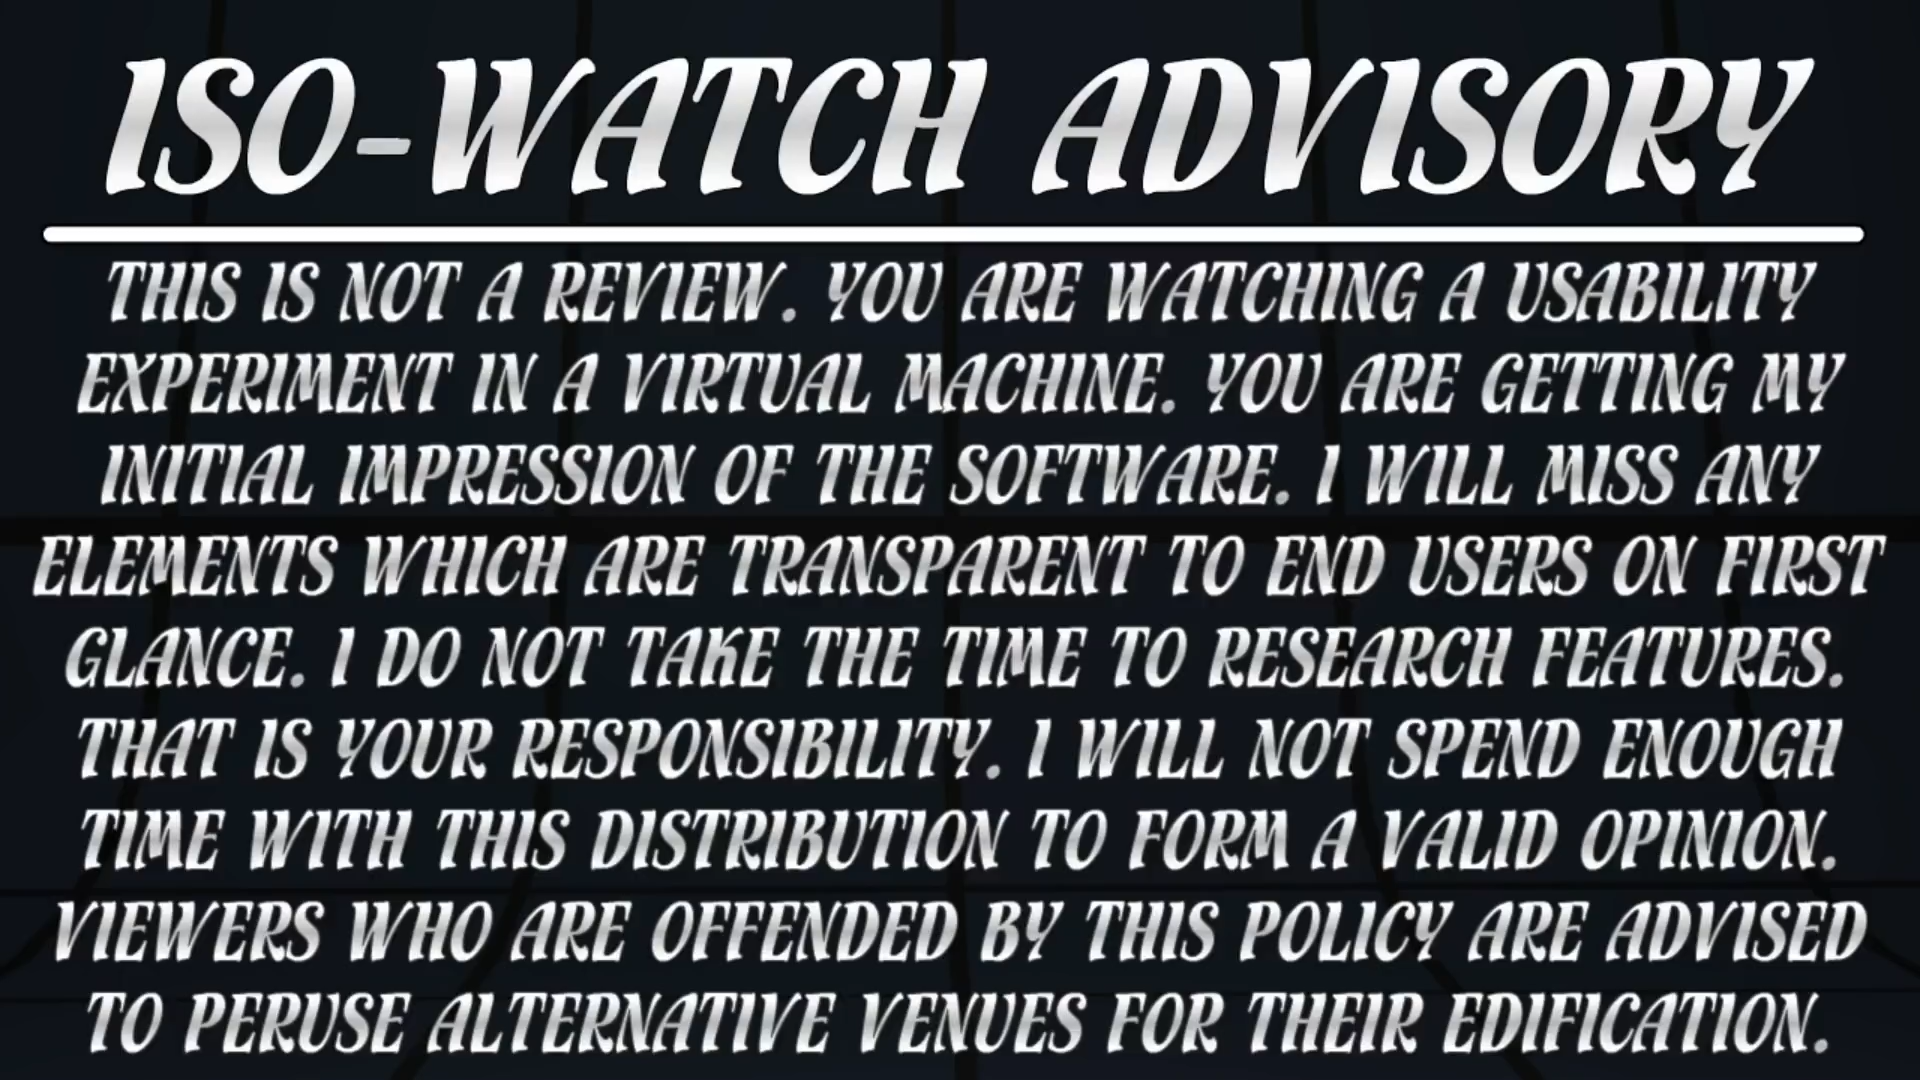 ISO-WATCH ADVISORY
THIS IS NOT A REVIEW. YOU ARE WATCHING A USABILITY
EXPERIMENT IN A VIRTUAL MACHINE. YOU ARE GETTING MY
INITIAL IMPRESSION OF THE SOFTWARE. I WILL MISS ANY
ELEMENTS WHICH ARE TRANSPARENT TO END USERS ON FIRST
GLANCE. I DO NOT TAKE THE TIME TO RESEARCH FEATURES.
THAT IS YOUR RESPONSIBILITY. I WILL NOT SPEND ENOUGH
TIME WITH THIS DISTRIBUTION TO FORM A VALID OPINION.
VIEWERS WHO ARE OFFENDED BY THIS POLICY ARE ADVISED
TO PERUSE ALTERNATIVE VENUES FOR THEIR EDIFICATION.